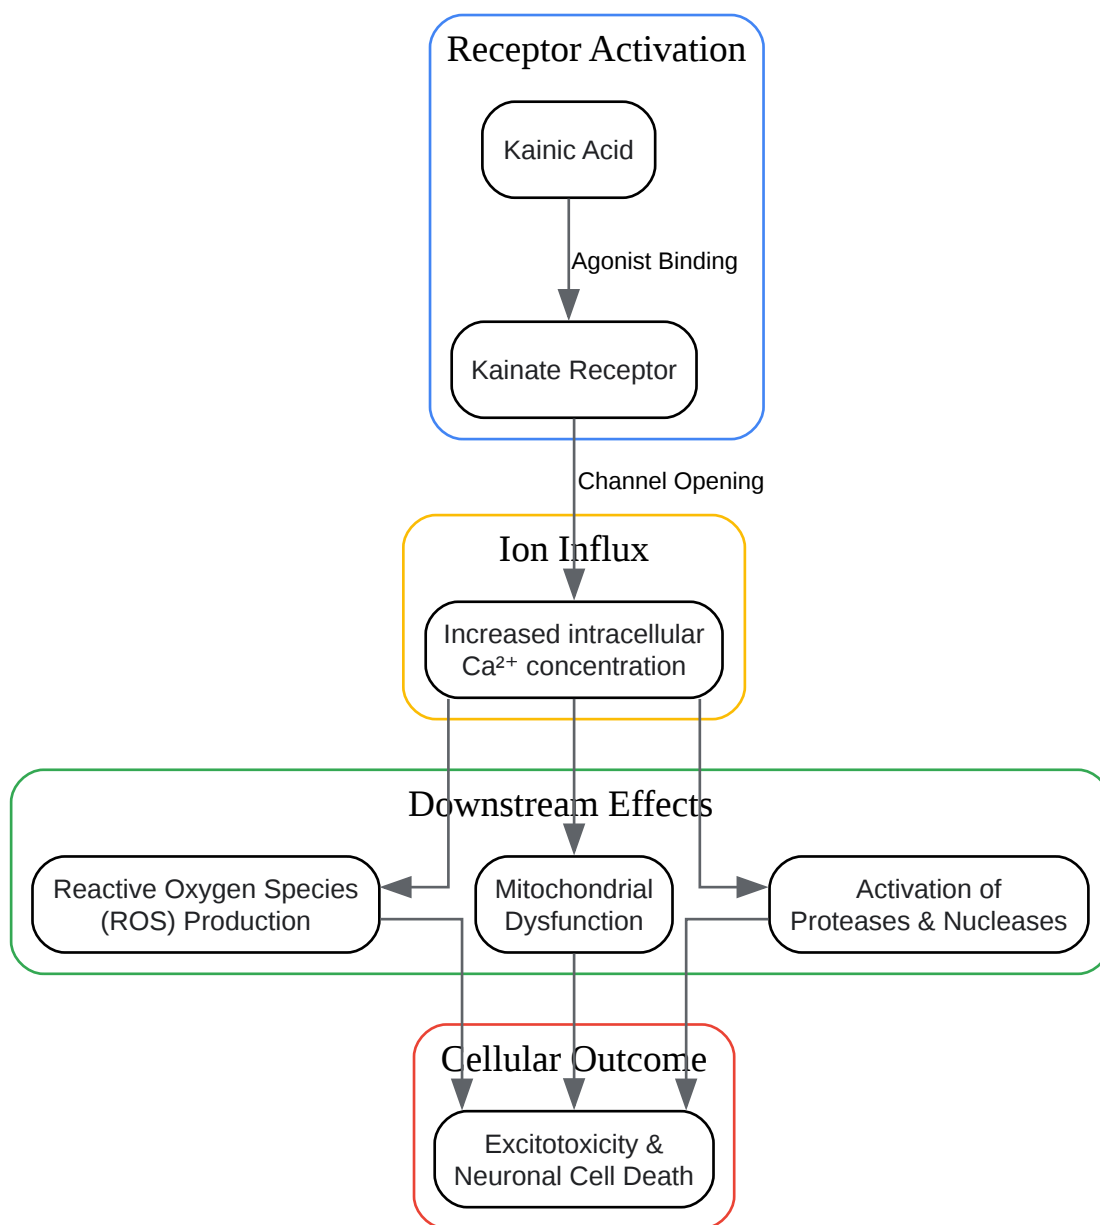 Receptor Activation
Kainic Acid
Agonist Binding
Kainate Receptor
Channel Opening
Ion Influx
Increased intracellular
Ca²⁺ concentration
Downstream Effects
Reactive Oxygen Species
(ROS) Production
Mitochondrial
Dysfunction
Activation of
Proteases & Nucleases
Cellular Outcome
Excitotoxicity &
Neuronal Cell Death